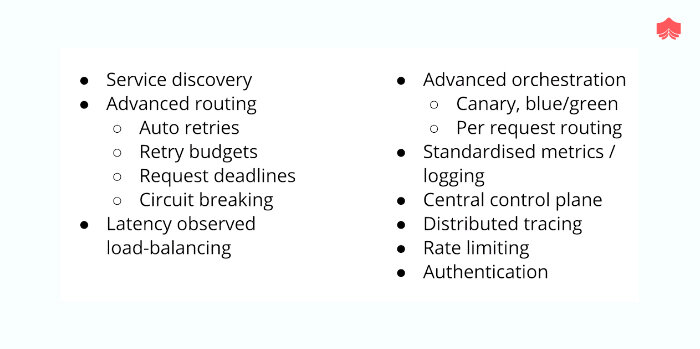 ● Service discovery
● Advanced routing
○ Auto retries
○ Retry budgets
○ Request deadlines
○ Circuit breaking
● Latency observed
load-balancing
● Advanced orchestration
○ Canary, blue/green
○ Per request routing
● Standardised metrics /
logging
● Central control plane
● Distributed tracing
● Rate limiting
● Authentication